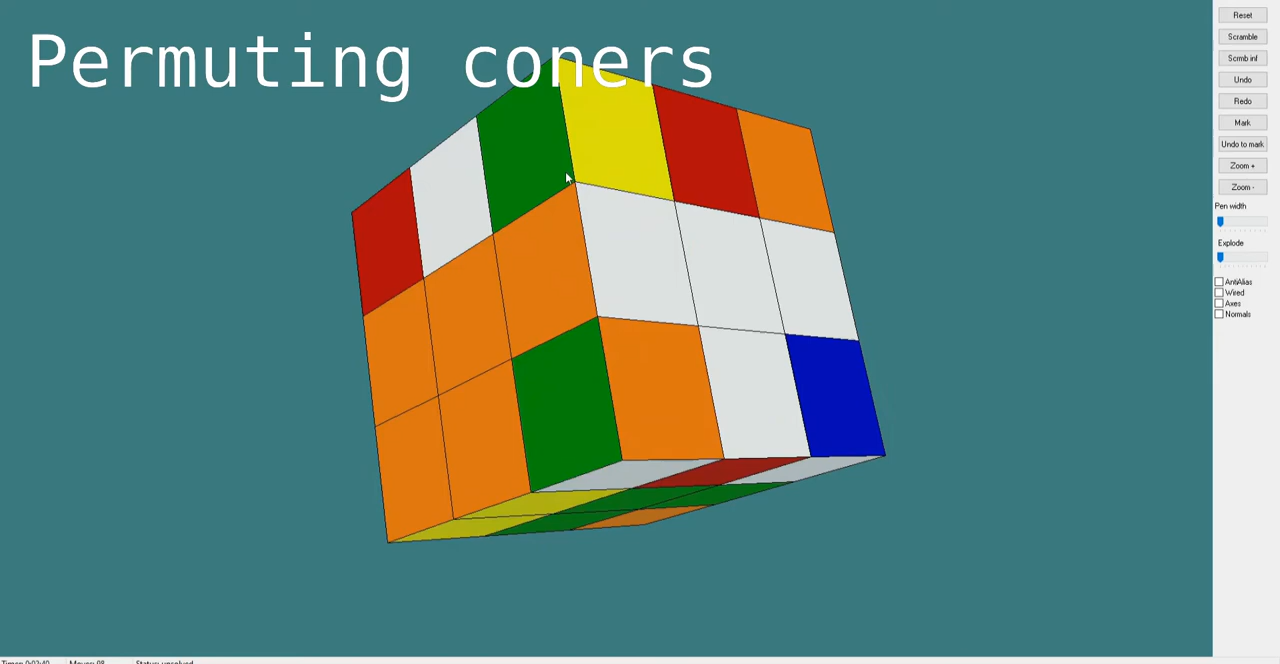 Permuting coners
Reset
Scramble
Scrmb inf
Undo
Redo
Mark
Undo to mark
Zoom +
Zoom -
Pen width
Explode
AntiAlias
Wired
Axes
Normals